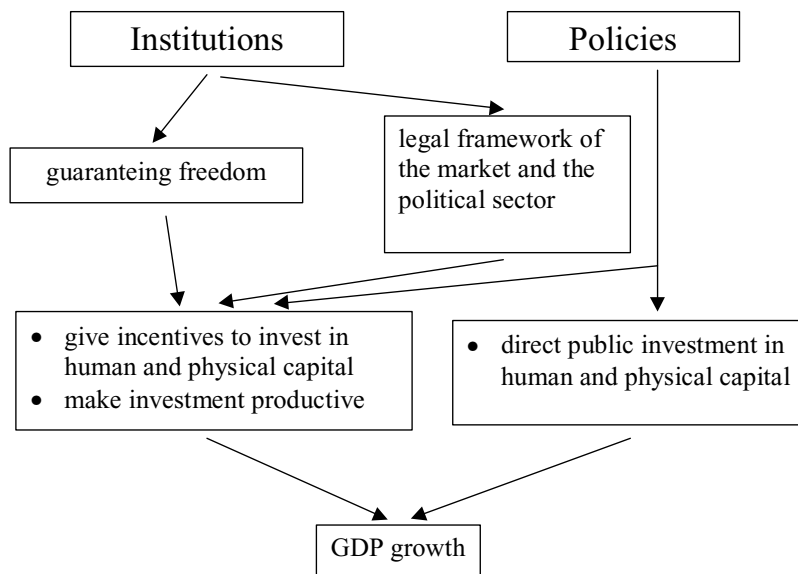 Institutions
Policies
guaranteing freedom
legal framework of
the market and the
political sector
• give incentives to invest in
human and physical capital
• make investment productive
• direct public investment in
human and physical capital
GDP growth